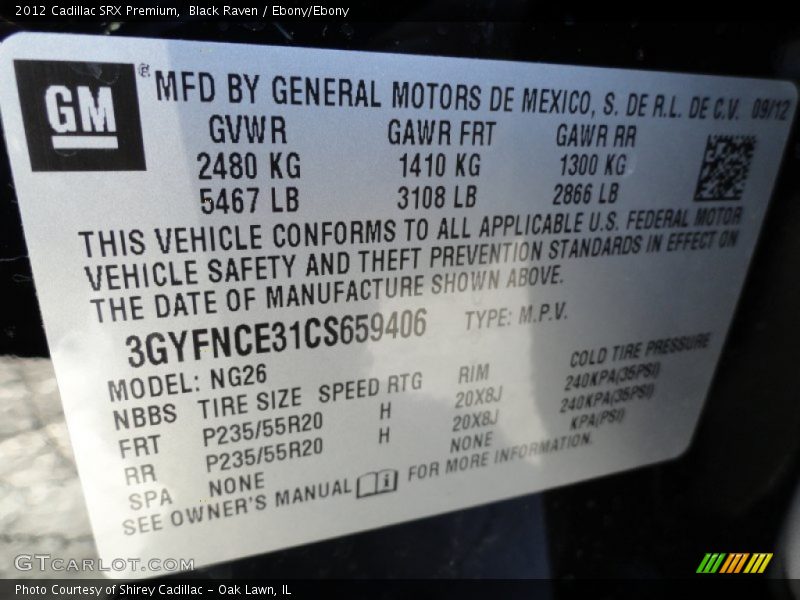 2012 Cadillac SRX Premium,  Black Raven / Ebony/Ebony
GM ® MFD BY GENERAL MOTORS DE MEXICO, S. DE R.L. DE C.V. 09/12
GVWR GAWR FRT GAWR RR
2480 KG 1410 KG 1300 KG
5467 LB 3108 LB 2866 LB
THIS VEHICLE CONFORMS TO ALL APPLICABLE U.S. FEDERAL MOTOR
VEHICLE SAFETY AND THEFT PREVENTION STANDARDS IN EFFECT ON
THE DATE OF MANUFACTURE SHOWN ABOVE.
3GYFNCE31CS659406 TYPE: M.P.V.
MODEL: NG26
NBBS TIRE SIZE SPEED RTG RIM COLD TIRE PRESSURE
FRT P235/55R20 H 20X8J 240KPA(35PSI)
RR P235/55R20 H 20X8J 240KPA(35PSI)
SPA NONE NONE KPA(PSI)
SEE OWNER'S MANUAL FOR MORE INFORMATION.
GTcarlot.com
Photo Courtesy of Shirey Cadillac - Oak Lawn, IL